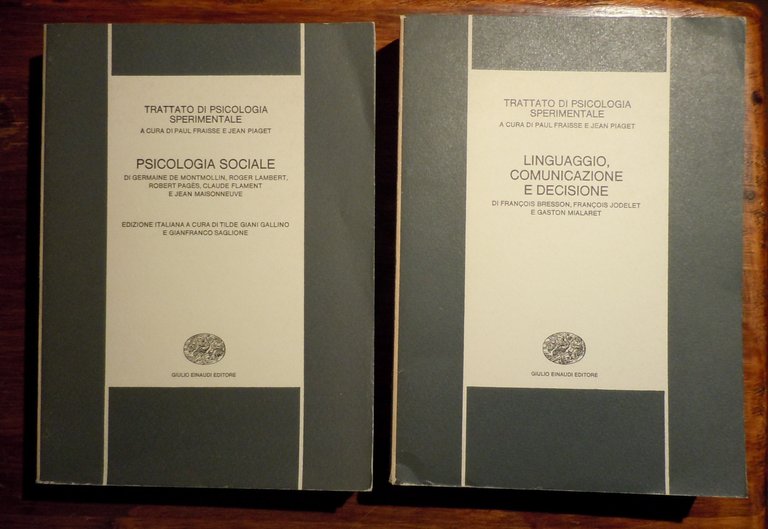 TRATTATO DI PSICOLOGIA
SPERIMENTALE
A CURA DI PAUL FRAISSE E JEAN PIAGET
PSICOLOGIA SOCIALE
DI GERMAINE DE MONTMOLLIN, ROGER LAMBERT,
ROBERT PAGÈS, CLAUDE FLAMENT
E JEAN MAISONNEUVE
EDIZIONE ITALIANA A CURA DI TILDE GIANI GALLINO
E GIANFRANCO SAGLIONE
GIULIO EINAUDI EDITORE
TRATTATO DI PSICOLOGIA
SPERIMENTALE
A CURA DI PAUL FRAISSE E JEAN PIAGET
LINGUAGGIO,
COMUNICAZIONE
E DECISIONE
DI FRANÇOIS BRESSON, FRANÇOIS JODELET
E GASTON MIALARET
GIULIO EINAUDI EDITORE